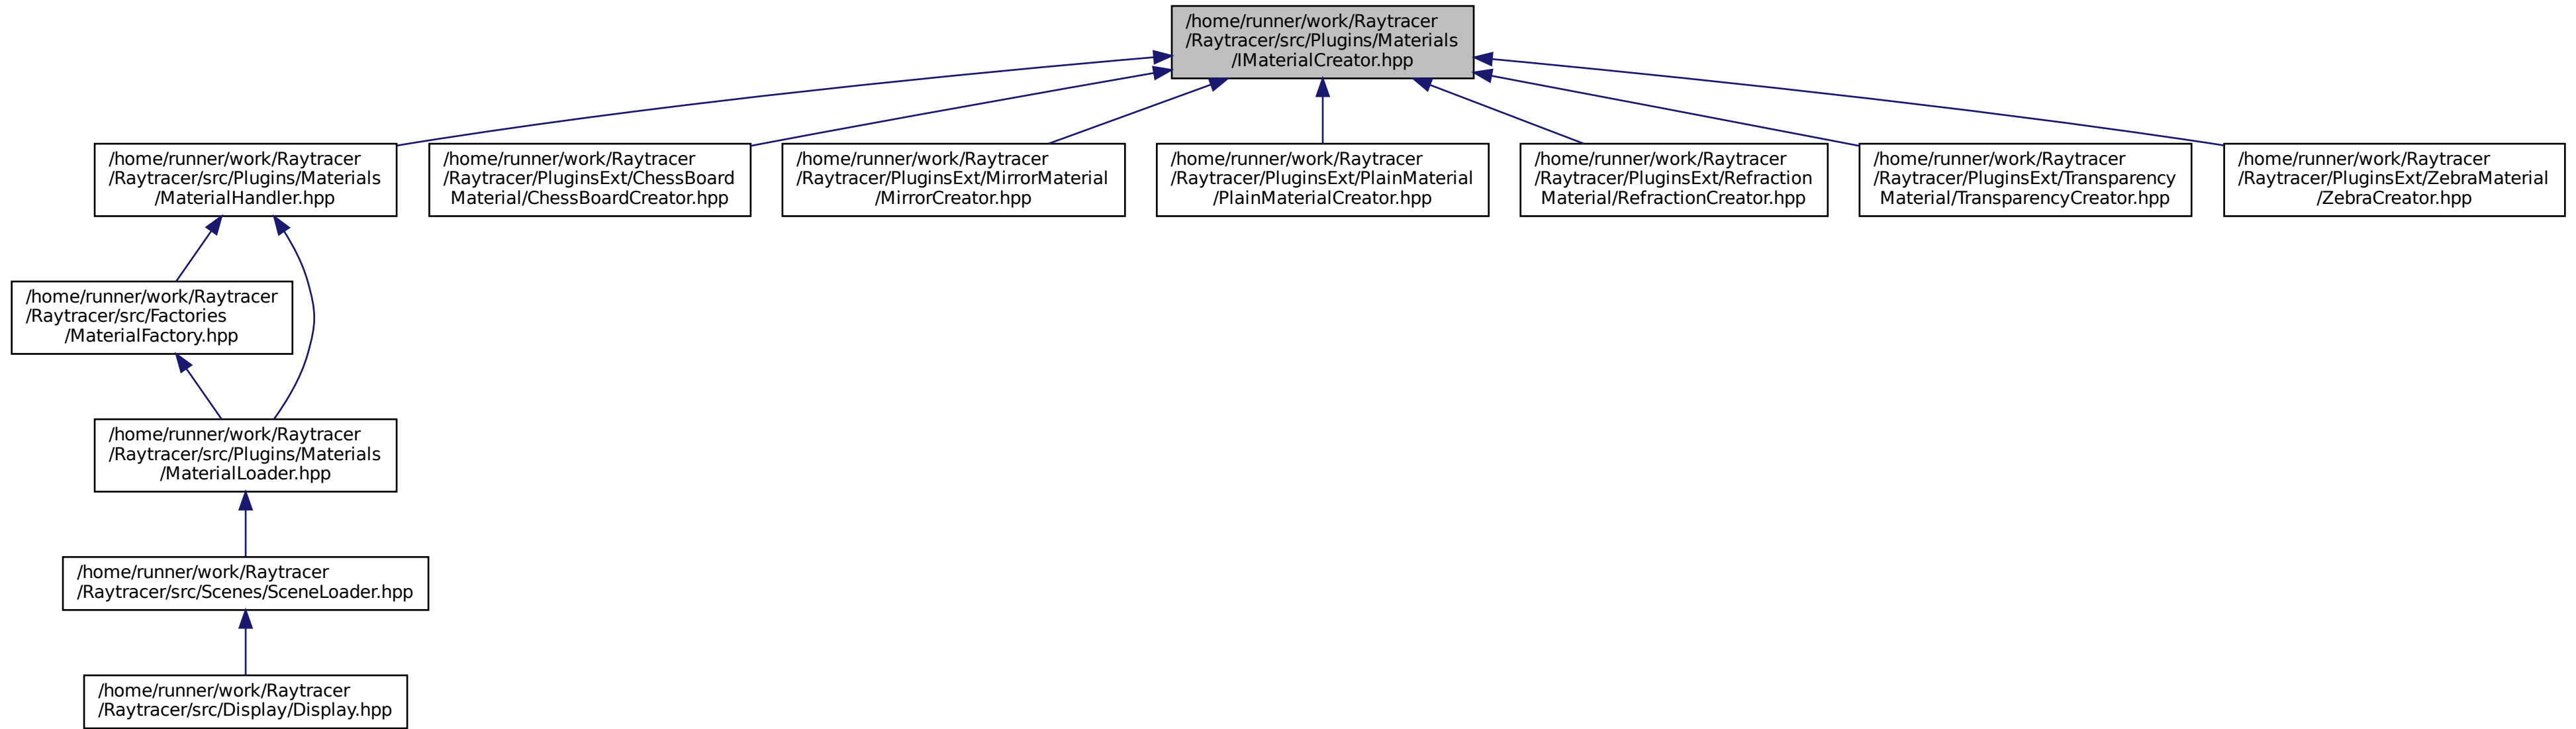 /home/runner/work/Raytracer
/Raytracer/src/Plugins/Materials
/IMaterialCreator.hpp
/home/runner/work/Raytracer
/Raytracer/src/Plugins/Materials
/MaterialHandler.hpp
/home/runner/work/Raytracer
/Raytracer/PluginsExt/ChessBoard
Material/ChessBoardCreator.hpp
/home/runner/work/Raytracer
/Raytracer/PluginsExt/MirrorMaterial
/MirrorCreator.hpp
/home/runner/work/Raytracer
/Raytracer/PluginsExt/PlainMaterial
/PlainMaterialCreator.hpp
/home/runner/work/Raytracer
/Raytracer/PluginsExt/Refraction
Material/RefractionCreator.hpp
/home/runner/work/Raytracer
/Raytracer/PluginsExt/Transparency
Material/TransparencyCreator.hpp
/home/runner/work/Raytracer
/Raytracer/PluginsExt/ZebraMaterial
/ZebraCreator.hpp
/home/runner/work/Raytracer
/Raytracer/src/Factories
/MaterialFactory.hpp
/home/runner/work/Raytracer
/Raytracer/src/Plugins/Materials
/MaterialLoader.hpp
/home/runner/work/Raytracer
/Raytracer/src/Scenes/SceneLoader.hpp
/home/runner/work/Raytracer
/Raytracer/src/Display/Display.hpp